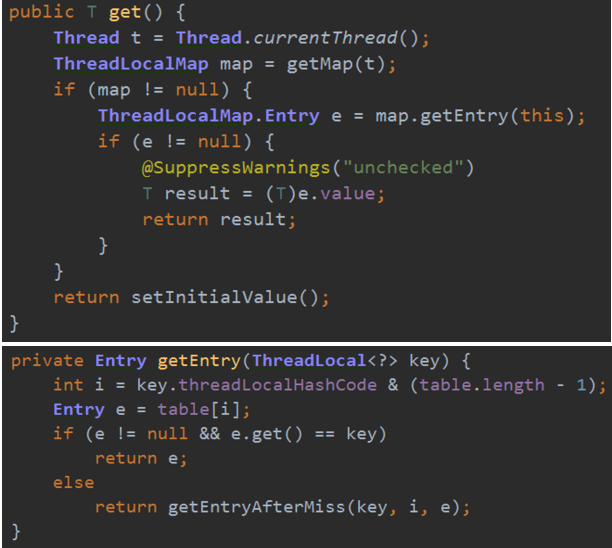 public T get() {
    Thread t = Thread.currentThread();
    ThreadLocalMap map = getMap(t);
    if (map != null) {
        ThreadLocalMap.Entry e = map.getEntry(this);
        if (e != null) {
            @SuppressWarnings("unchecked")
            T result = (T)e.value;
            return result;
        }
    }
    return setInitialValue();
}
private Entry getEntry(ThreadLocal<?> key) {
    int i = key.threadLocalHashCode & (table.length - 1);
    Entry e = table[i];
    if (e != null && e.get() == key)
        return e;
    else
        return getEntryAfterMiss(key, i, e);
}